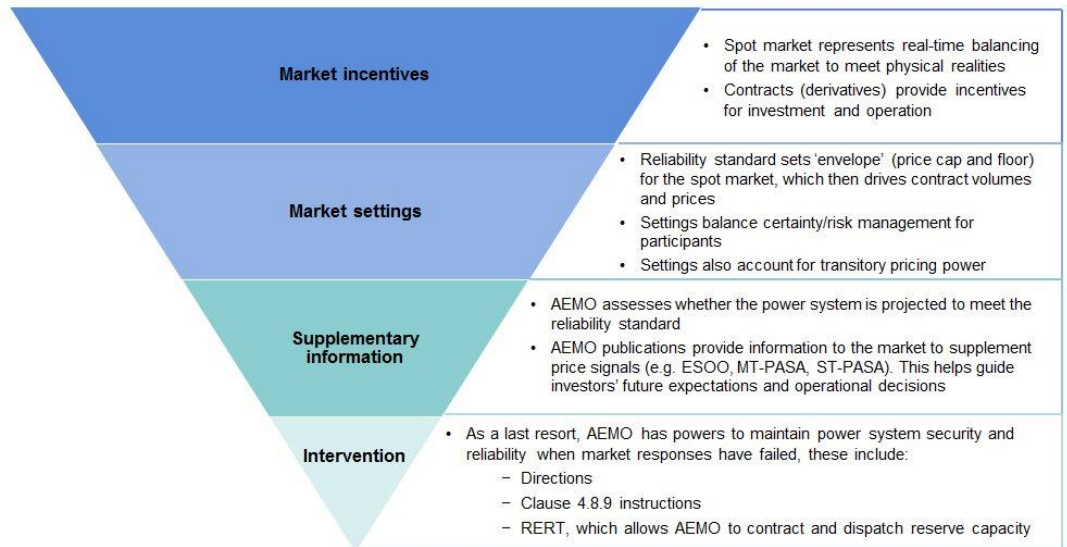 Market incentives
• Spot market represents real-time balancing
of the market to meet physical realities
• Contracts (derivatives) provide incentives
for investment and operation
Market settings
• Reliability standard sets 'envelope' (price cap and floor)
for the spot market, which then drives contract volumes
and prices
• Settings balance certainty/risk management for
participants
• Settings also account for transitory pricing power
Supplementary
information
• AEMO assesses whether the power system is projected to meet the
reliability standard
• AEMO publications provide information to the market to supplement
price signals (e.g. ESOO, MT-PASA, ST-PASA). This helps guide
investors' future expectations and operational decisions
Intervention
• As a last resort, AEMO has powers to maintain power system security and
reliability when market responses have failed, these include:
− Directions
− Clause 4.8.9 instructions
− RERT, which allows AEMO to contract and dispatch reserve capacity